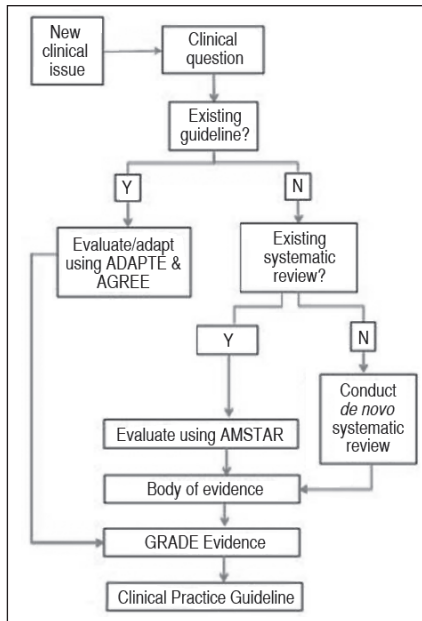 New
clinical
issue
Clinical
question
Existing
guideline?
Y
N
Evaluate/adapt
using ADAPTE &
AGREE
Existing
systematic
review?
Y
N
Conduct
de novo
systematic
review
Evaluate using AMSTAR
Body of evidence
GRADE Evidence
Clinical Practice Guideline